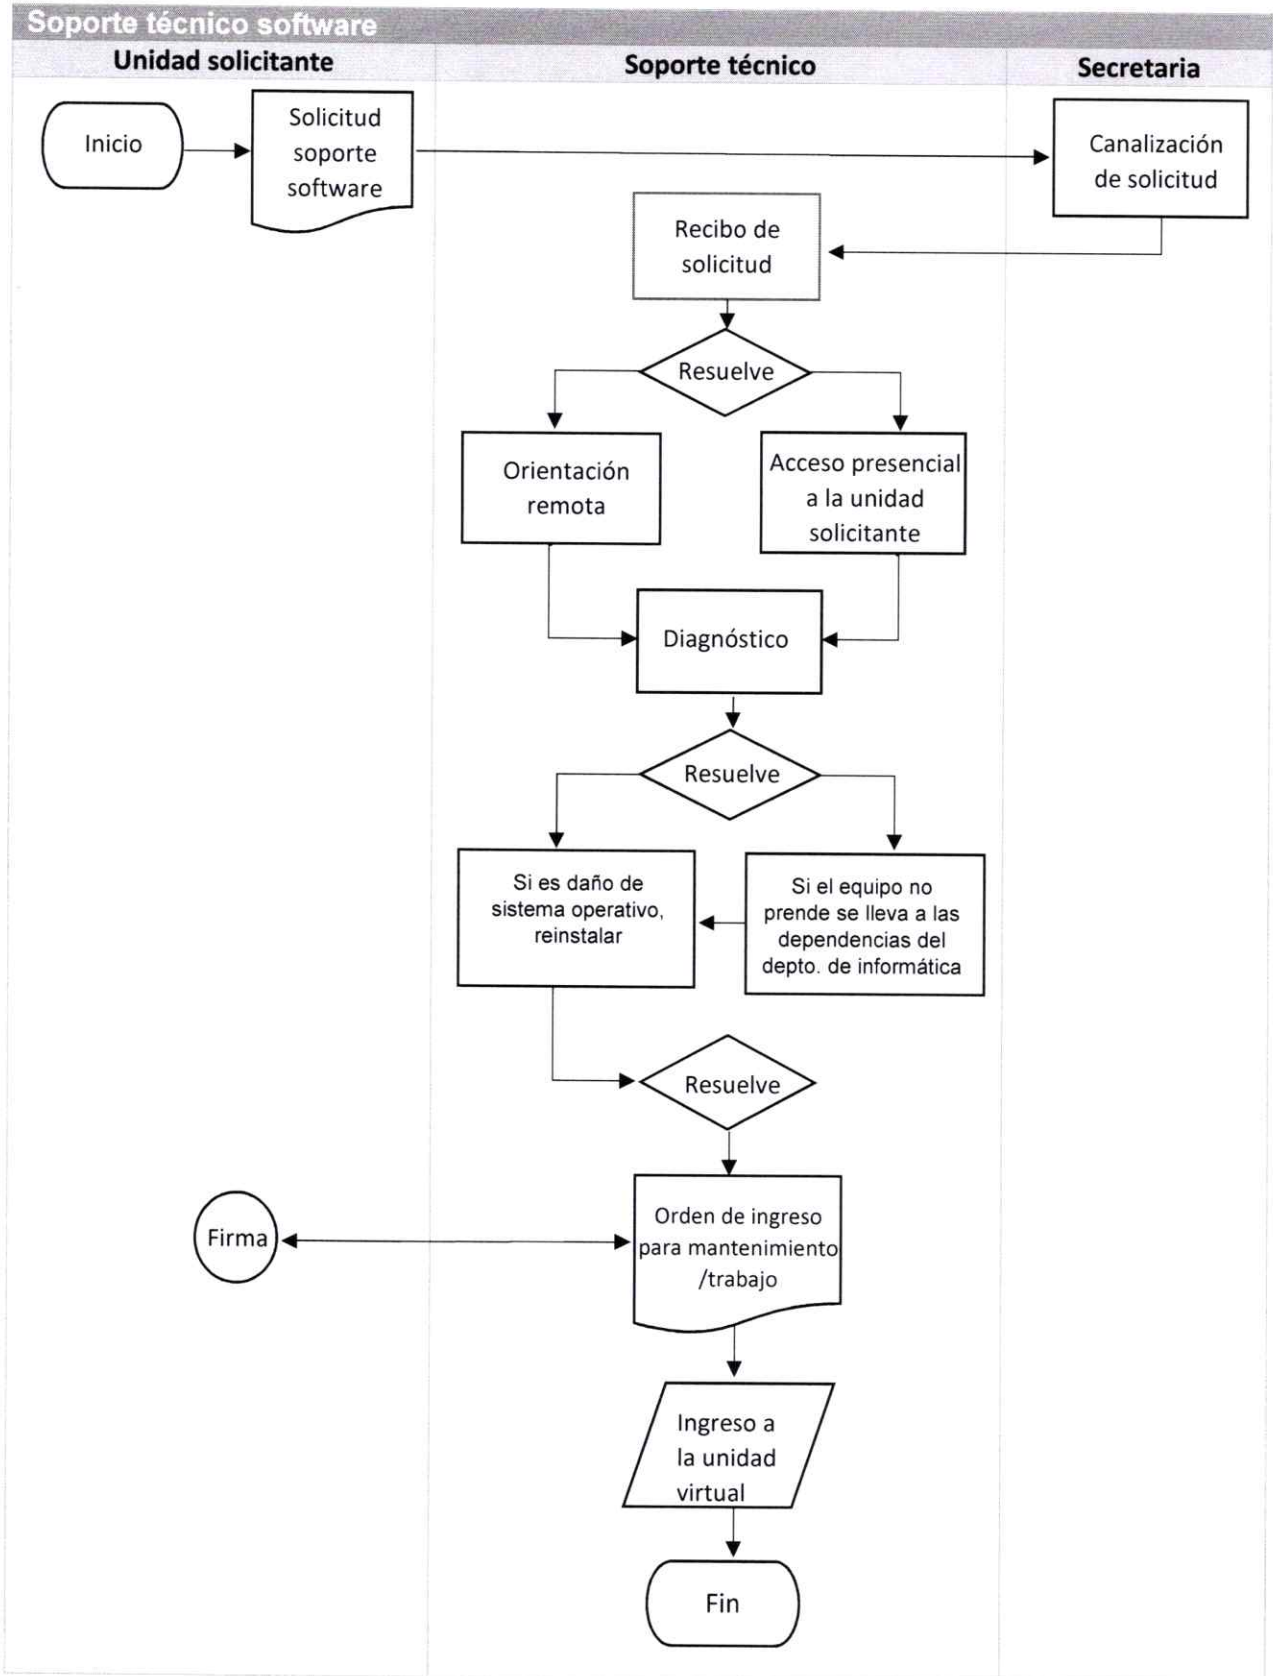 Soporte técnico software
Unidad solicitante
Soporte técnico
Secretaria
Inicio
Solicitud
soporte
software
Canalización
de solicitud
Recibo de
solicitud
Resuelve
Orientación
remota
Acceso presencial
a la unidad
solicitante
Diagnóstico
Resuelve
Si es daño de
sistema operativo,
reinstalar
Si el equipo no
prende se lleva a las
dependencias del
depto. de informática
Resuelve
Firma
Orden de ingreso
para mantenimiento
/trabajo
Ingreso a
la unidad
virtual
Fin